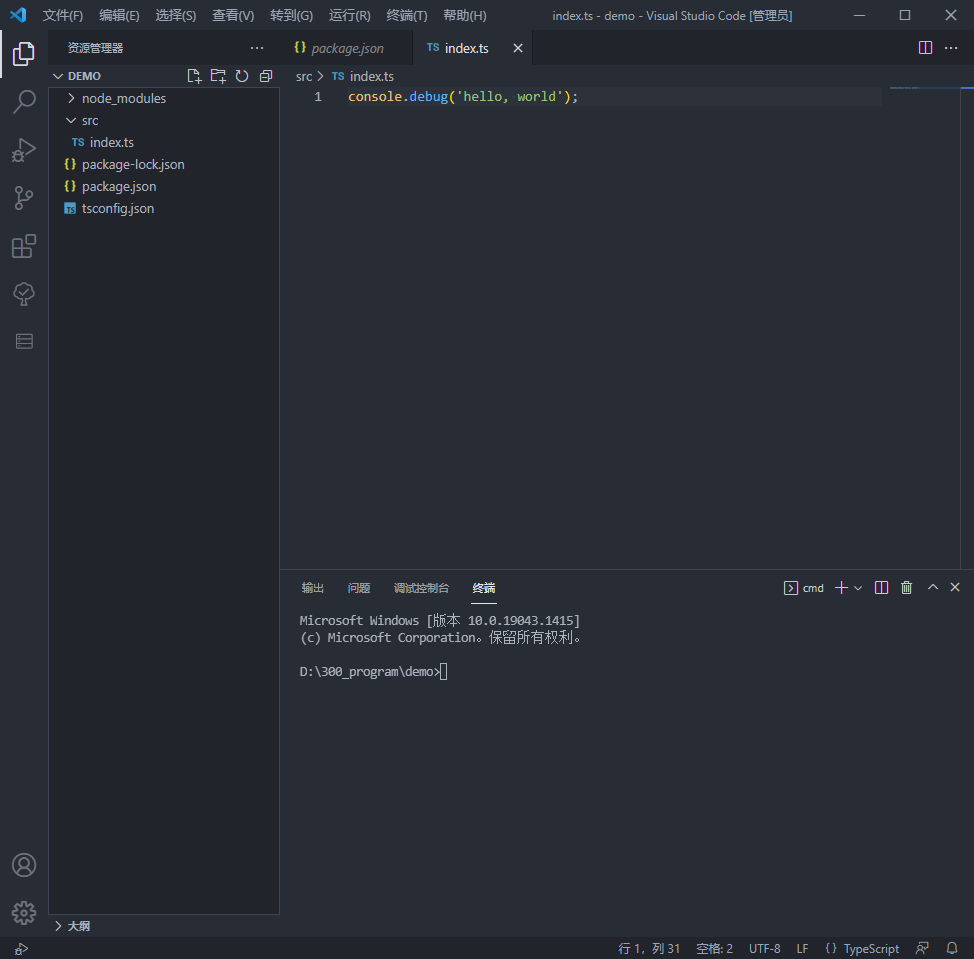 文件(F) 编辑(E) 选择(S) 查看(V) 转到(G) 运行(R) 终端(T) 帮助(H) index.ts - demo - Visual Studio Code [管理员]
资源管理器
{} package.json TS index.ts
DEMO
src > TS index.ts
node_modules
src
TS index.ts
{} package-lock.json
{} package.json
TS tsconfig.json
1 console.debug('hello, world');
输出 问题 调试控制台 终端 cmd
Microsoft Windows [版本 10.0.19043.1415]
(c) Microsoft Corporation。保留所有权利。
D:\300_program\demo>
大纲
行 1，列 31 空格: 2 UTF-8 LF {} TypeScript